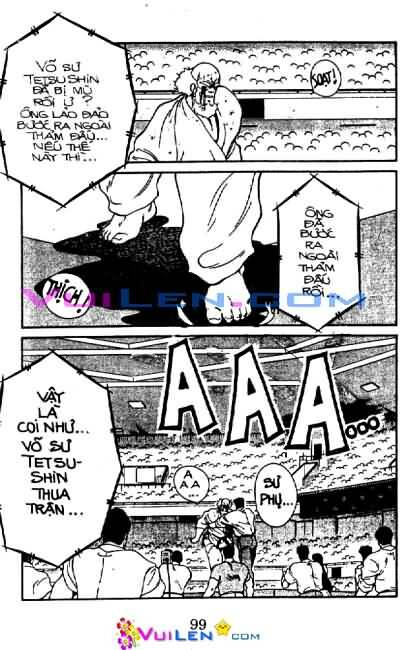 VÕ SƯ
TETSUSHIN
ĐÃ BỊ MÙ
RỒI Ư ?
ÔNG LẢO ĐẢO
BƯỚC RA NGOÀI
THẢM ĐẤU...
NẾU THẾ
NÀY THÌ...
SOẠT!
ÔNG
ĐÃ
BƯỚC
RA
NGOÀI
THẢM
ĐẤU
RỒI..
THỊCH!
VUILEN.COM
VẬY
LÀ
COI NHƯ...
VÕ SƯ
TETSU-
SHIN
THUA
TRẬN ...
A A A...OOO
A
A A...
SƯ
PHỤ...
99
VUILEN.COM